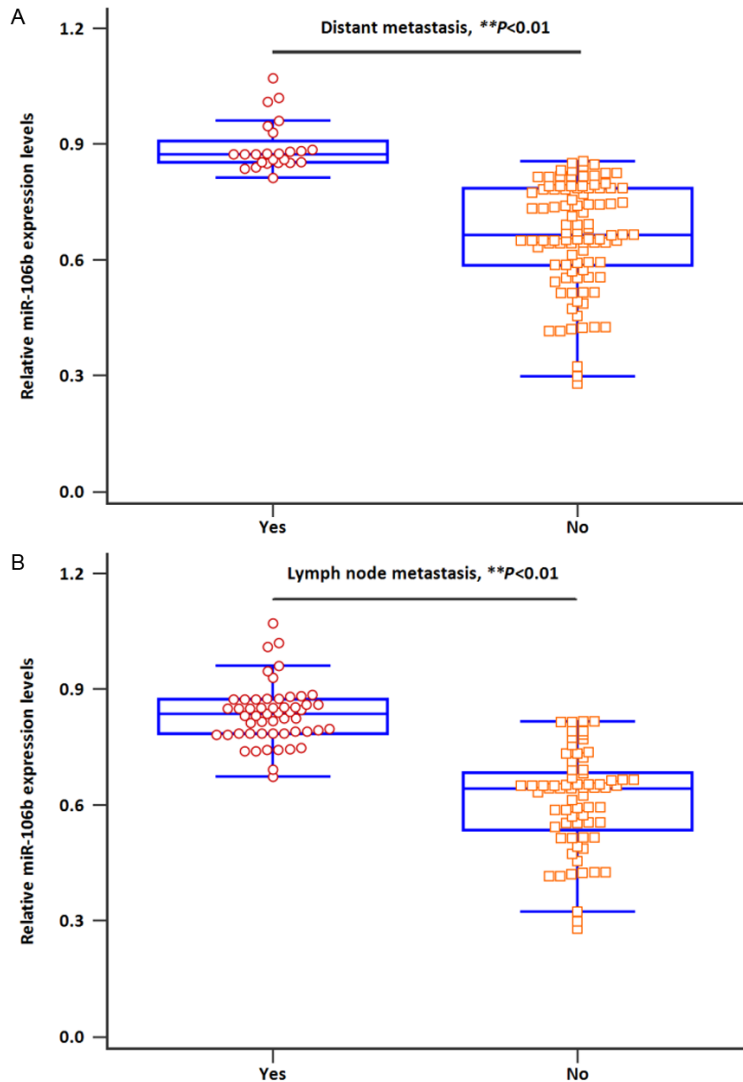 A
Distant metastasis, **P<0.01
Relative miR-106b expression levels
1.2
0.9
0.6
0.3
0.0
Yes No
B
Lymph node metastasis, **P<0.01
Relative miR-106b expression levels
1.2
0.9
0.6
0.3
0.0
Yes No